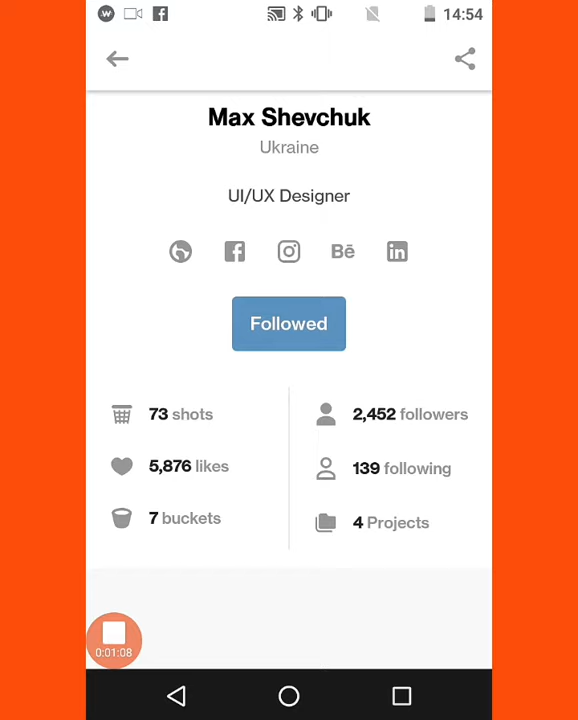 14:54
Max Shevchuk
Ukraine
UI/UX Designer
Bē
in
Followed
73 shots
2,452 followers
5,876 likes
139 following
7 buckets
4 Projects
0:01:08